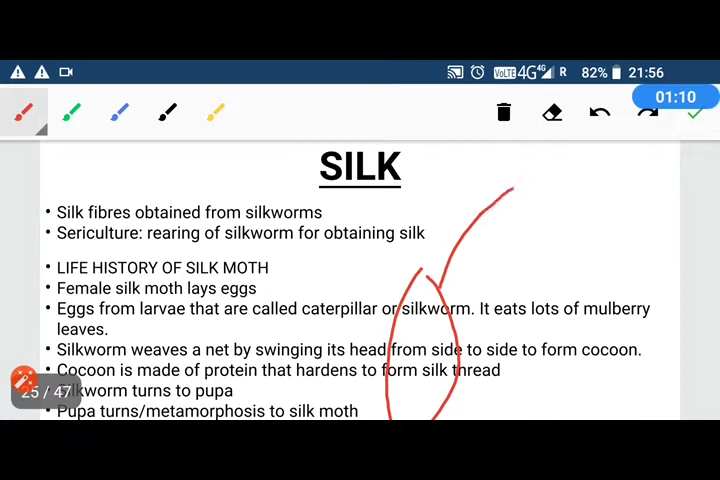 VoLTE 4G 4G R 82% 21:56
01:10
SILK
• Silk fibres obtained from silkworms
• Sericulture: rearing of silkworm for obtaining silk
• LIFE HISTORY OF SILK MOTH
• Female silk moth lays eggs
• Eggs from larvae that are called caterpillar or silkworm. It eats lots of mulberry
leaves.
• Silkworm weaves a net by swinging its head from side to side to form cocoon.
• Cocoon is made of protein that hardens to form silk thread
Silkworm turns to pupa
• Pupa turns/metamorphosis to silk moth
25 / 47